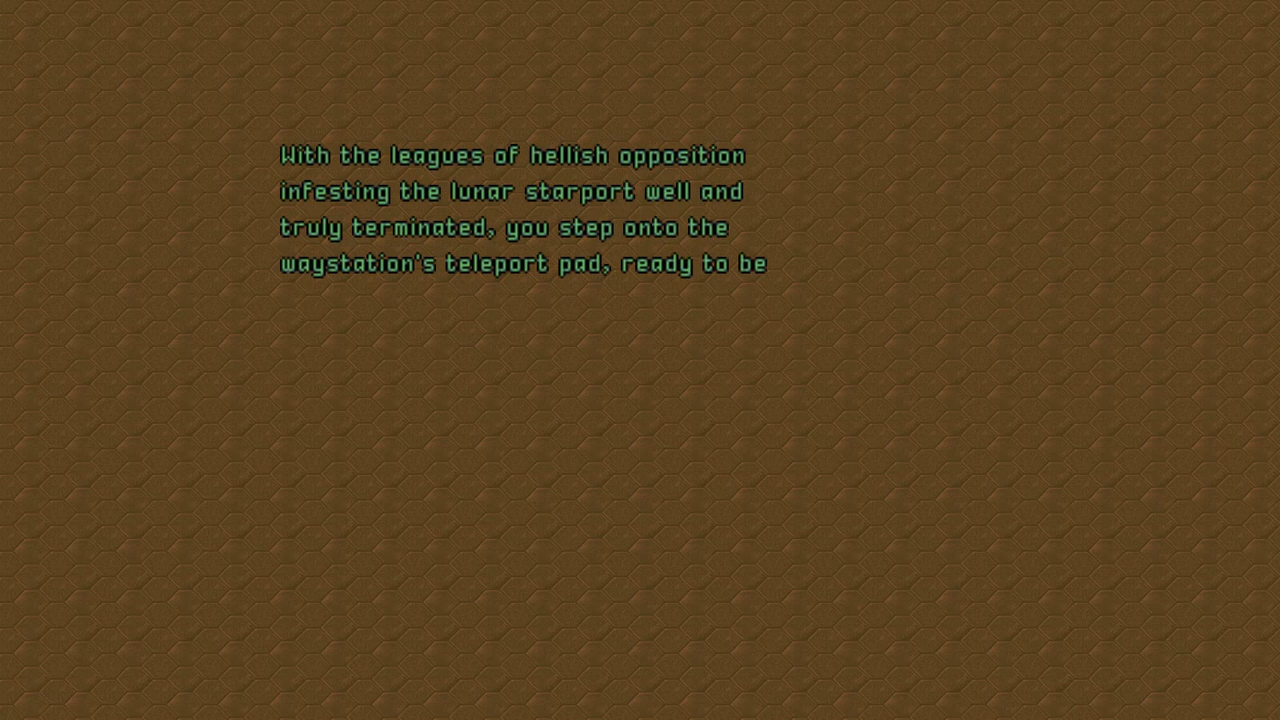 With the leagues of hellish opposition
infesting the lunar starport well and
truly terminated, you step onto the
waystation's teleport pad, ready to be